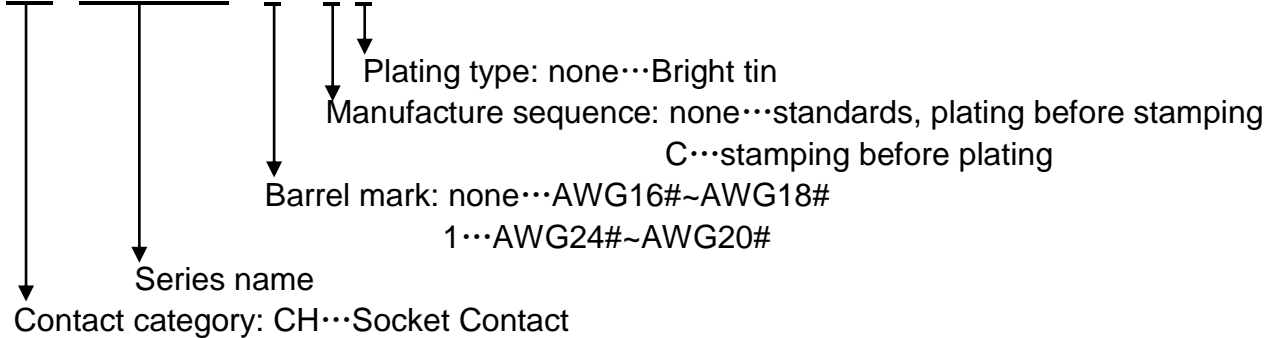 Plating type: none⋯Bright tin
Manufacture sequence: none⋯standards, plating before stamping
C⋯stamping before plating
Barrel mark: none⋯AWG16#~AWG18#
1⋯AWG24#~AWG20#
Series name
Contact category: CH⋯Socket Contact